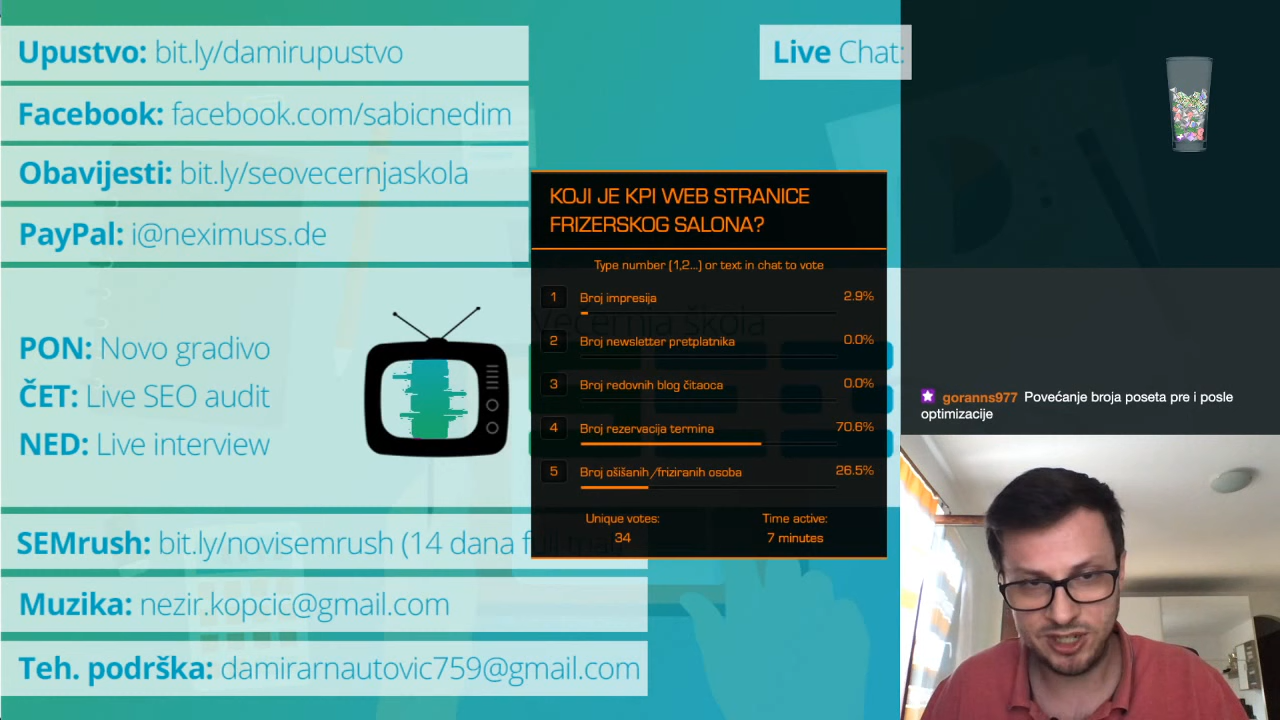 Upustvo: bit.ly/damirupustvo
Facebook: facebook.com/sabicnedim
Obavijesti: bit.ly/seovecernjaskola
PayPal: i@neximuss.de
PON: Novo gradivo
ČET: Live SEO audit
NED: Live interview
SEMrush: bit.ly/novisemrush (14 dana full trial)
Muzika: nezir.kopcic@gmail.com
Teh. podrška: damirarnautovic759@gmail.com
Live Chat:
Večernja škola
KOJI JE KPI WEB STRANICE
FRIZERSKOG SALONA?
Type number (1,2...) or text in chat to vote
1 Broj impresija 2.9%
2 Broj newsletter pretplatnika 0.0%
3 Broj redovnih blog čitaoca 0.0%
4 Broj rezervacija termina 70.6%
5 Broj ošišanih/friziranih osoba 26.5%
Unique votes: Time active:
34 7 minutes
goranns977 Povećanje broja poseta pre i posle
optimizacije